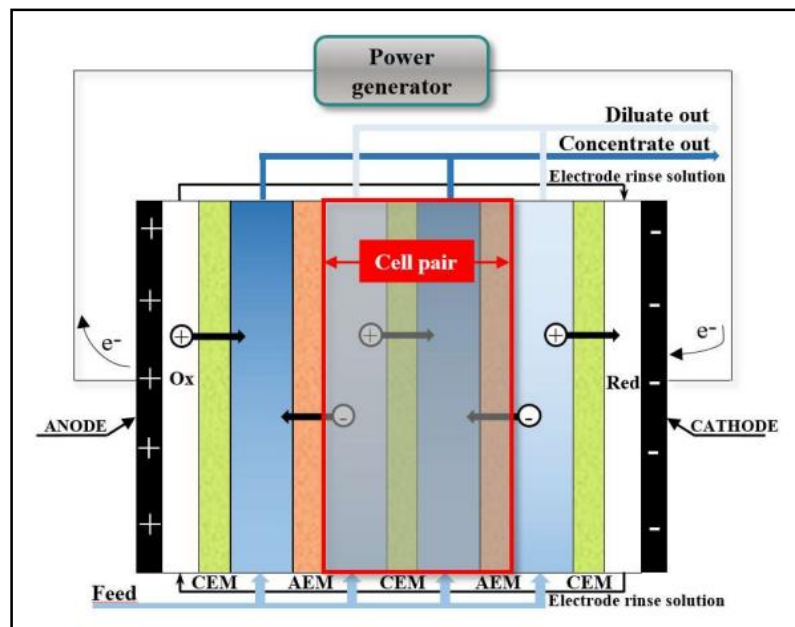 Power
generator
Diluate out
Concentrate out
Electrode rinse solution
+ -
Cell pair
+ -
+ + +
e- e-
+ Ox Red -
- -
ANODE CATHODE
+ -
+ -
CEM AEM CEM AEM CEM
Feed Electrode rinse solution